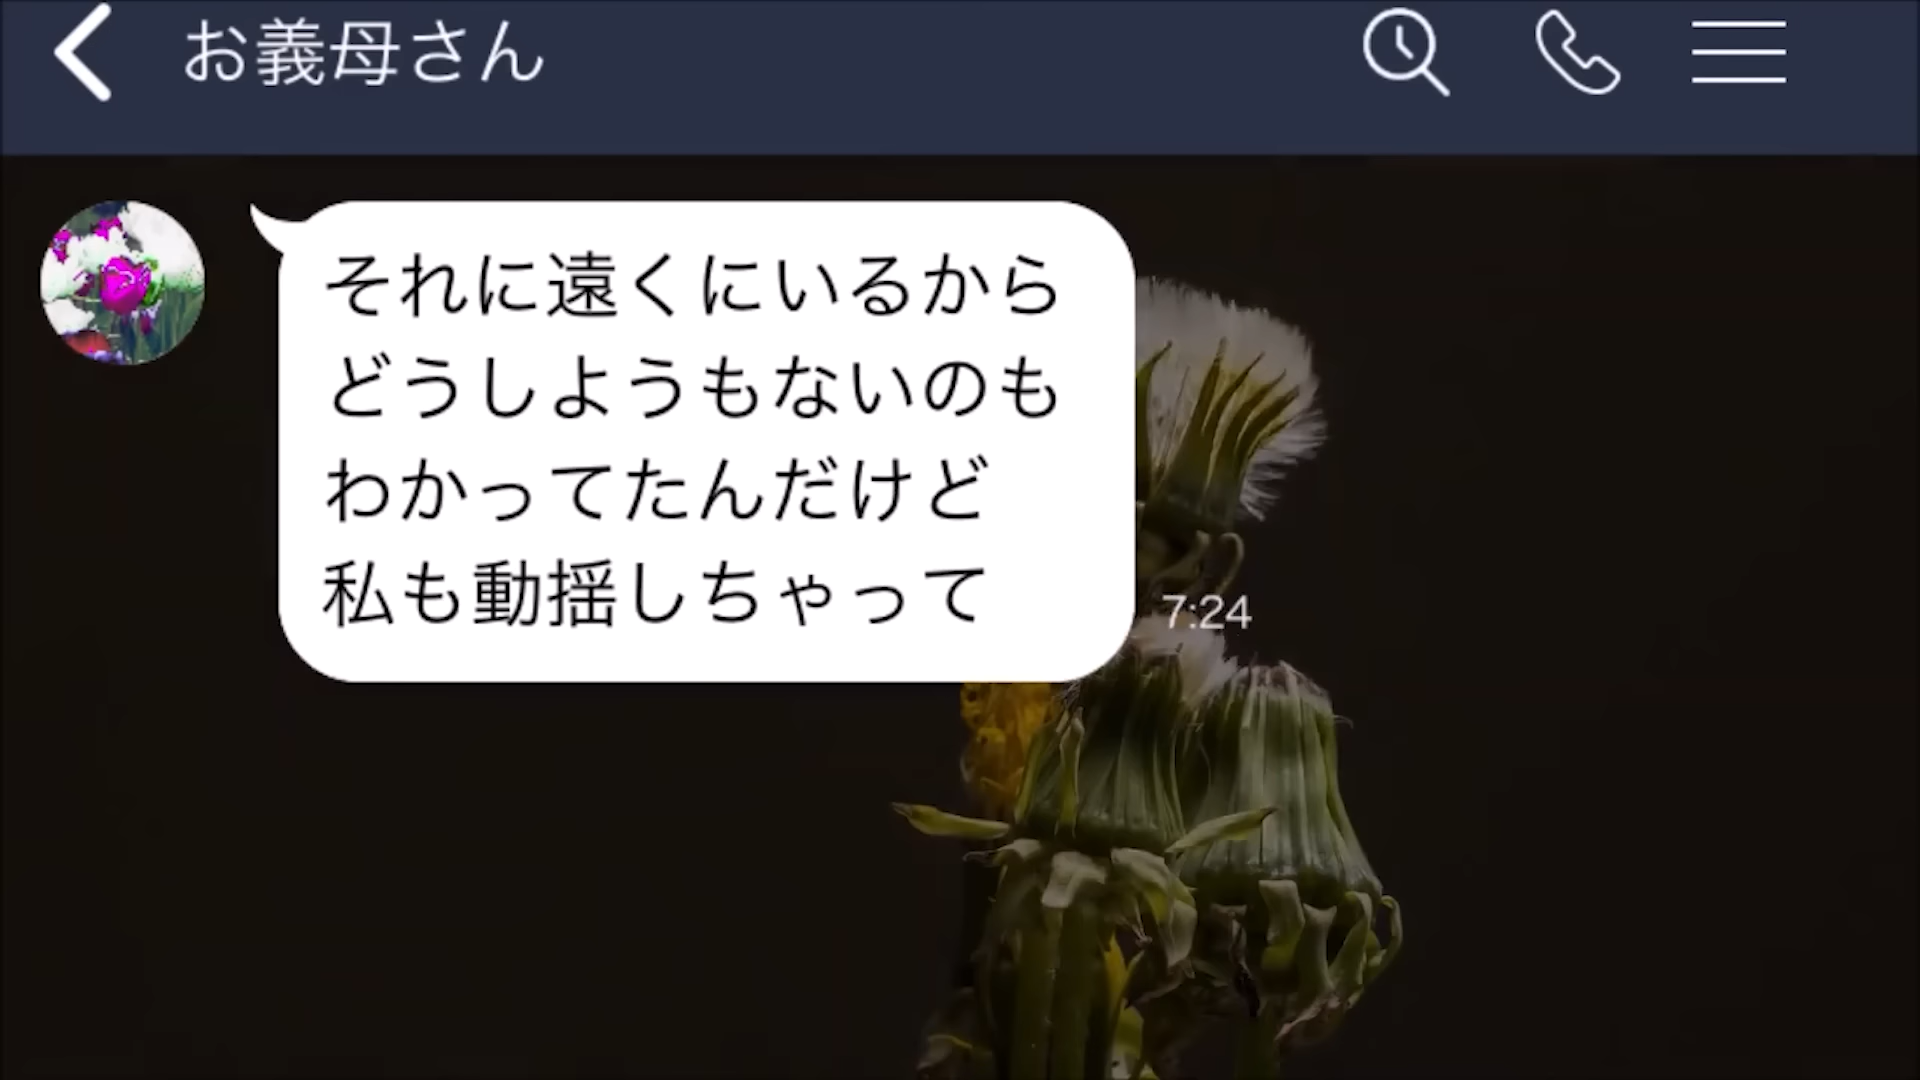 お義母さん
それに遠くにいるから
どうしようもないのも
わかってたんだけど
私も動揺しちゃって
7:24